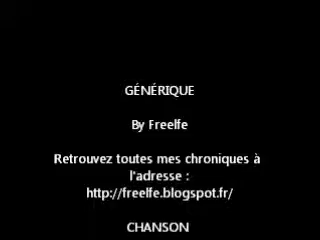 GÉNÉRIQUE
By Freelfe
Retrouvez toutes mes chroniques à
l'adresse :
http://freelfe.blogspot.fr/
CHANSON